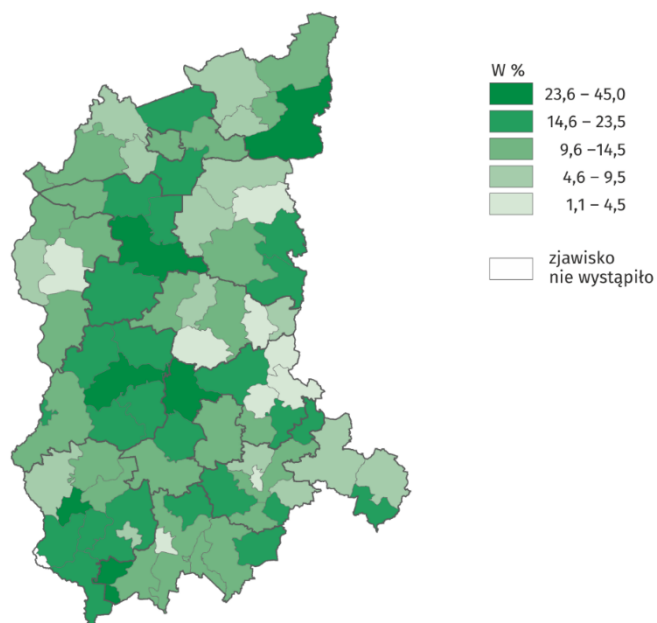 W %
23,6 – 45,0
14,6 – 23,5
9,6 –14,5
4,6 – 9,5
1,1 – 4,5
zjawisko
nie wystąpiło